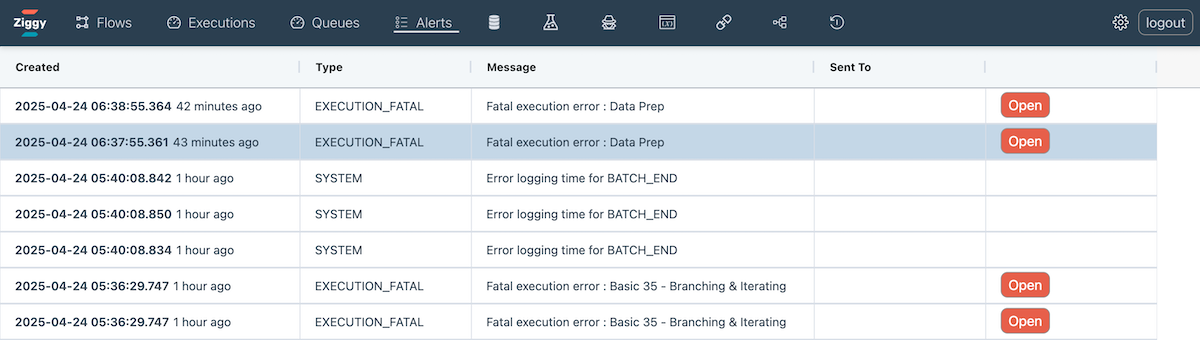 Ziggy Flows Executions Queues Alerts logout
Created Type Message Sent To
2025-04-24 06:38:55.364 42 minutes ago EXECUTION_FATAL Fatal execution error : Data Prep Open
2025-04-24 06:37:55.361 43 minutes ago EXECUTION_FATAL Fatal execution error : Data Prep Open
2025-04-24 05:40:08.842 1 hour ago SYSTEM Error logging time for BATCH_END
2025-04-24 05:40:08.850 1 hour ago SYSTEM Error logging time for BATCH_END
2025-04-24 05:40:08.834 1 hour ago SYSTEM Error logging time for BATCH_END
2025-04-24 05:36:29.747 1 hour ago EXECUTION_FATAL Fatal execution error : Basic 35 - Branching & Iterating Open
2025-04-24 05:36:29.747 1 hour ago EXECUTION_FATAL Fatal execution error : Basic 35 - Branching & Iterating Open